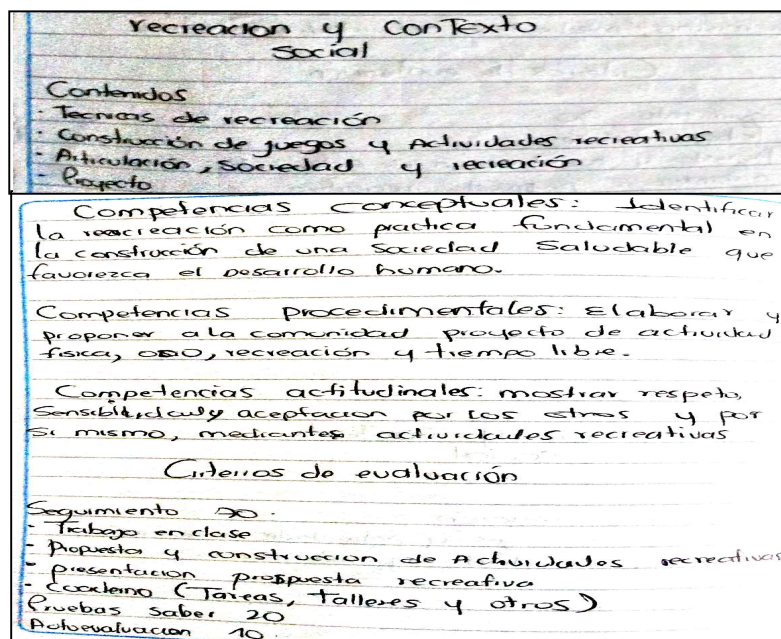 recreacion y conTexto
social
Contenidos
· Tecnicas de recreación
· Construcción de juegos y Actividades recreativas
· Articulación, Sociedad y recreación
· Proyecto
Competencias conceptuales: Identificar
la recreación como practica fundamental en
la construcción de una Sociedad Saludable que
favorezca el Desarrollo humano.
Competencias procedimentales: Elaborar y
proponer a la comunidad proyecto de actividad
fisica, ocio, recreación y tiempo libre.
Competencias actitudinales: mostrar respeto,
Sensibilidad y aceptacion por los otros y por
Si mismo, mediantes actividades recreativas
Criterios de evaluación
Seguimiento 70.
- Trabajo en clase
- Propuesta y construccion de Actividades recreativas
- presentacion propuesta recreativa
- Cuaderno (Tareas, talleres y otros)
Pruebas saber 20
Autoevaluacion 10.